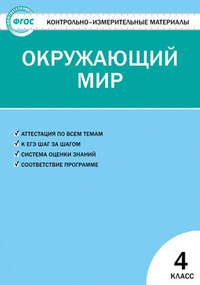 ФГОС
КОНТРОЛЬНО-ИЗМЕРИТЕЛЬНЫЕ МАТЕРИАЛЫ
ОКРУЖАЮЩИЙ
МИР
АТТЕСТАЦИЯ ПО ВСЕМ ТЕМАМ
К ЕГЭ ШАГ ЗА ШАГОМ
СИСТЕМА ОЦЕНКИ ЗНАНИЙ
СООТВЕТСТВИЕ ПРОГРАММЕ
4
КЛАСС